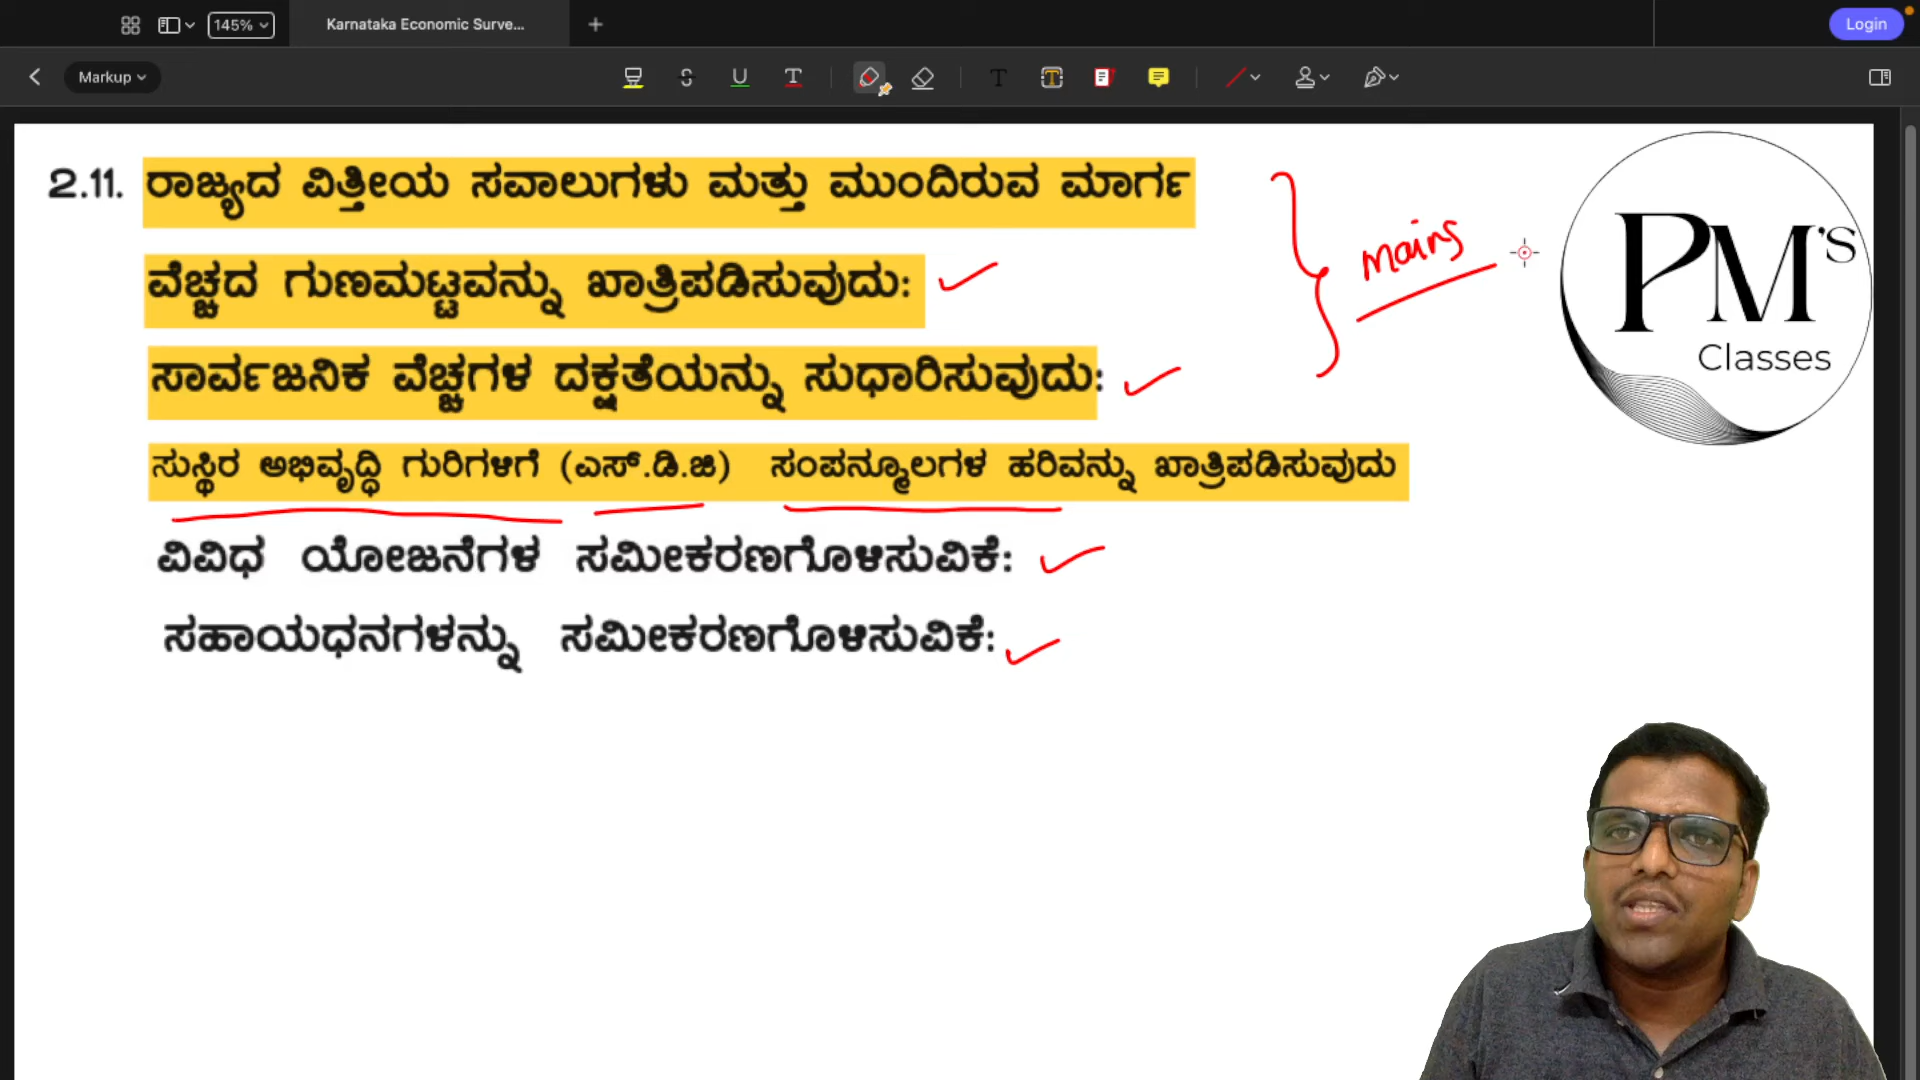 145%
Karnataka Economic Surve...
Login
Markup
2.11. ರಾಜ್ಯದ ವಿತ್ತೀಯ ಸವಾಲುಗಳು ಮತ್ತು ಮುಂದಿರುವ ಮಾರ್ಗ
ವೆಚ್ಚದ ಗುಣಮಟ್ಟವನ್ನು ಖಾತ್ರಿಪಡಿಸುವುದು:
ಸಾರ್ವಜನಿಕ ವೆಚ್ಚಗಳ ದಕ್ಷತೆಯನ್ನು ಸುಧಾರಿಸುವುದು:
ಸುಸ್ಥಿರ ಅಭಿವೃದ್ಧಿ ಗುರಿಗಳಿಗೆ (ಎಸ್.ಡಿ.ಜಿ) ಸಂಪನ್ಮೂಲಗಳ ಹರಿವನ್ನು ಖಾತ್ರಿಪಡಿಸುವುದು
ವಿವಿಧ ಯೋಜನೆಗಳ ಸಮೀಕರಣಗೊಳಿಸುವಿಕೆ:
ಸಹಾಯಧನಗಳನ್ನು ಸಮೀಕರಣಗೊಳಿಸುವಿಕೆ:
mains
PM's
Classes